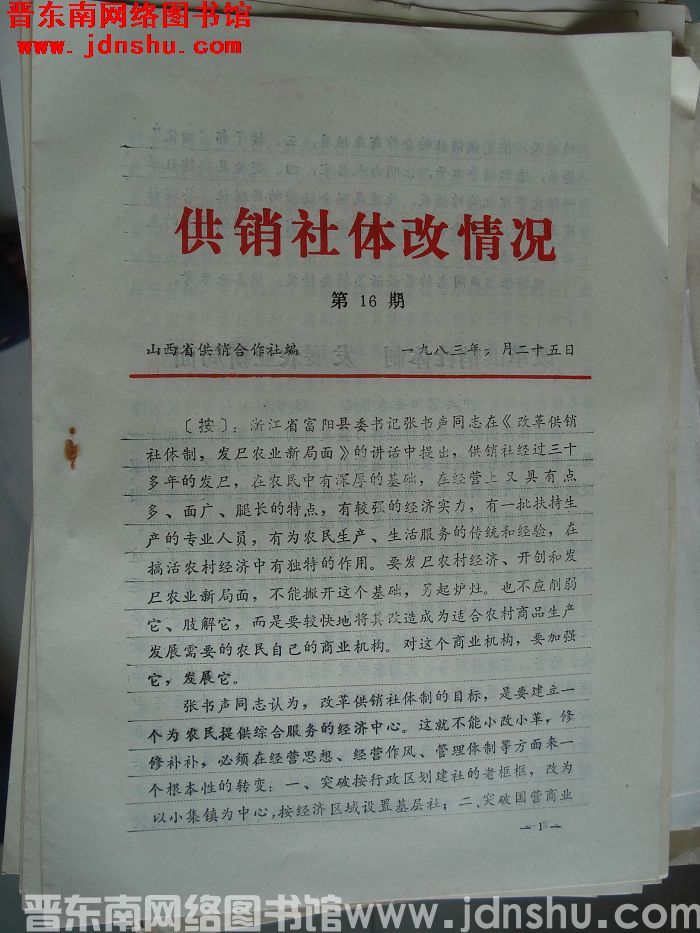 晋东南网络图书馆
www.jdnshu.com
供销社体改情况
第 16 期
山西省供销合作社编 一九八三年六月二十五日
〔按〕：浙江省富阳县委书记张书声同志在《改革供销
社体制，发尸农业新局面》的讲话中提出，供销社经过三十
多年的发尸，在农民中有深厚的基础，在经营上又具有点
多、面广、腿长的特点，有较强的经济实力，有一批扶持生
产的专业人员，有为农民生产、生活服务的传统和经验，在
搞活农村经济中有独特的作用。要发尸农村经济、开创和发
尸农业新局面，不能撇开这个基础，另起炉灶。也不应削弱
它、肢解它，而是要较快地将其改造成为适合农村商品生产
发展需要的农民自己的商业机构。对这个商业机构，要加强
它，发展它。
张书声同志认为，改革供销社体制的目标，是要建立一
个为农民提供综合服务的经济中心。这就不能小改小革，修
修补补，必须在经营思想、经营作风、管理体制等方面来一
个根本性的转变：一、突破按行政区划建社的老框框，改为
以小集镇为中心，按经济区域设置基层社；二、突破国营商业
— 1 —
晋东南网络图书馆 www.jdnshu.com